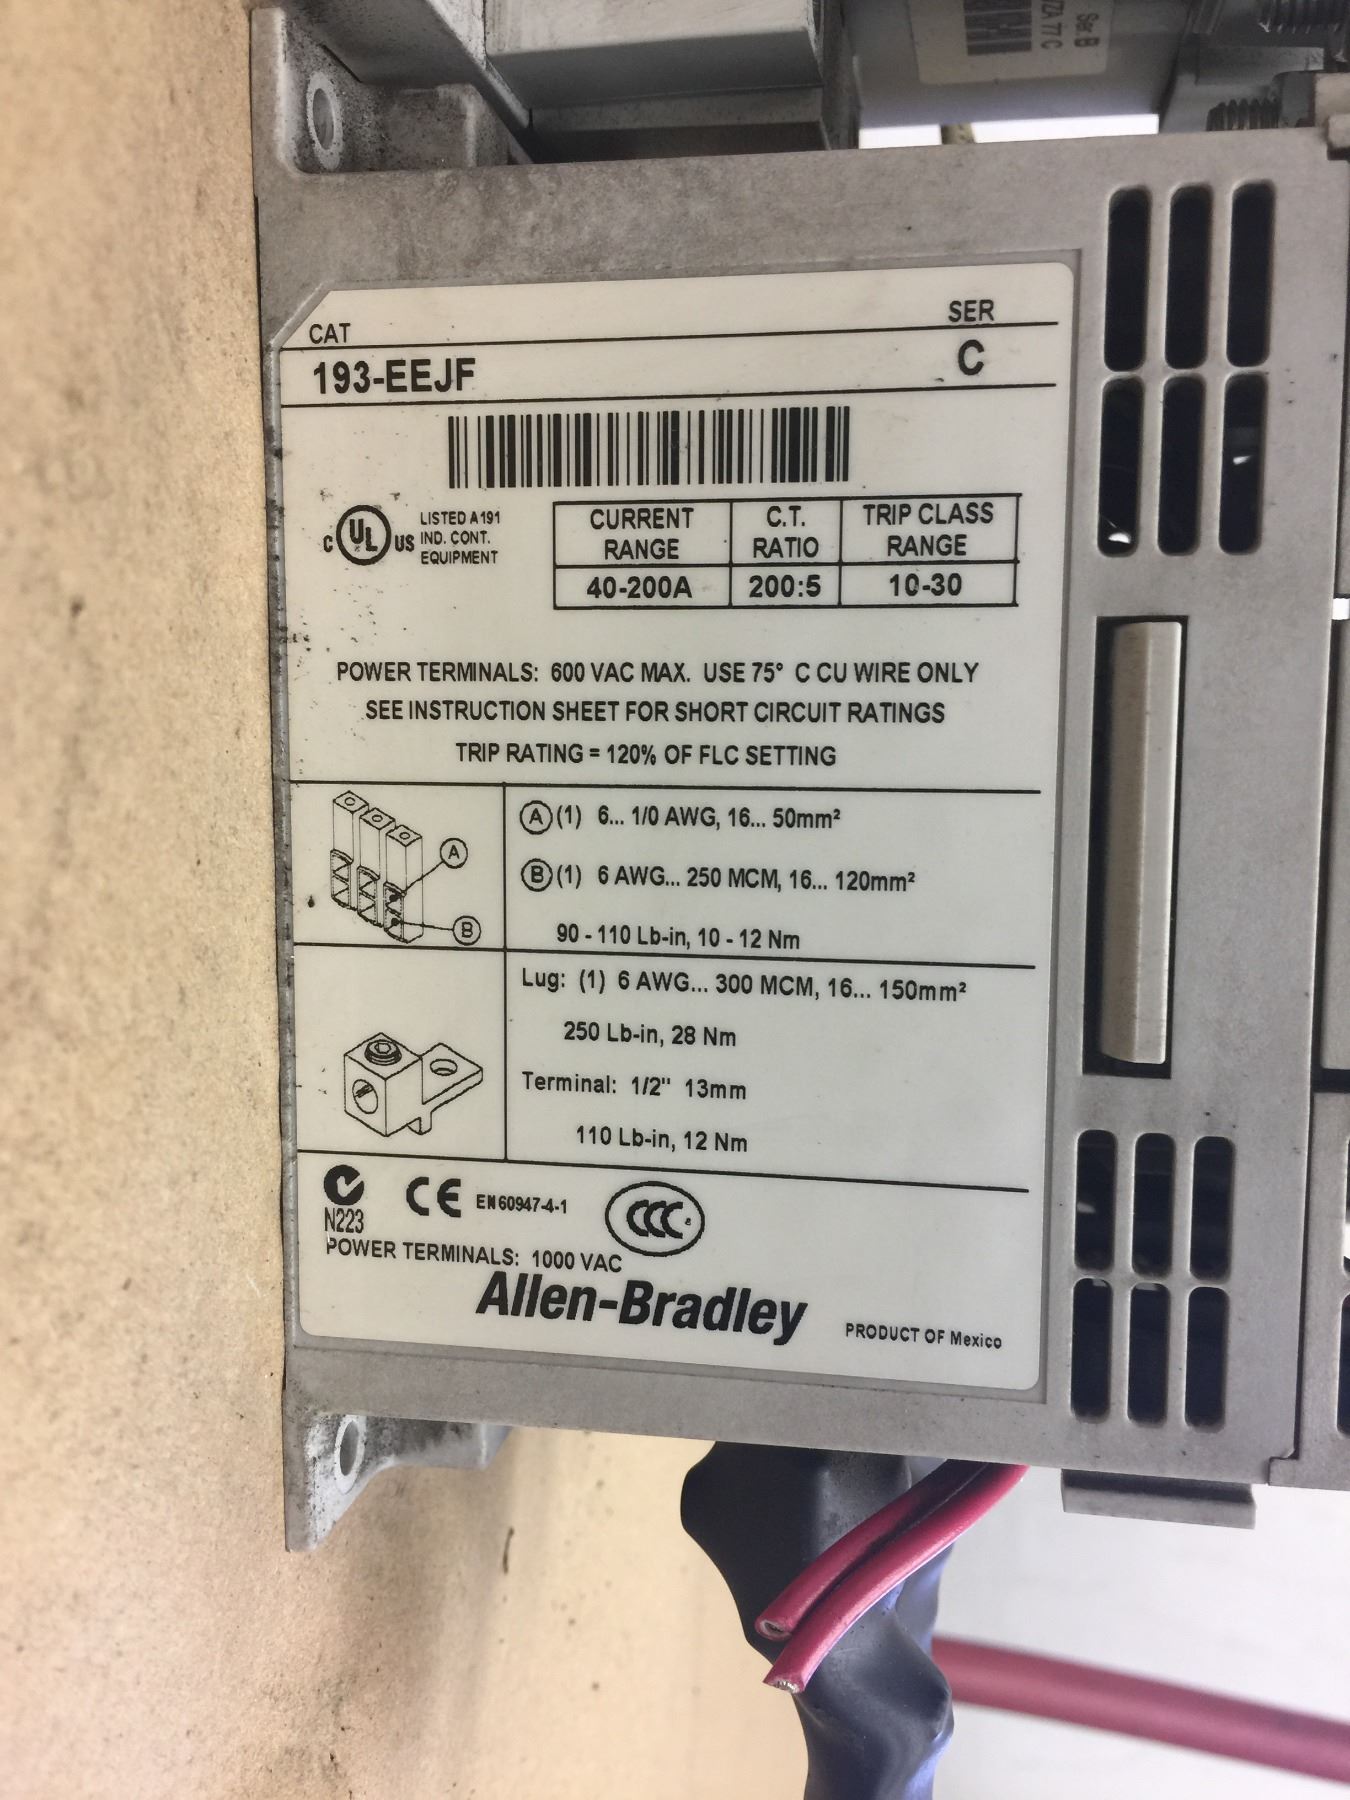 Ser. B
ZA 77 C
CAT
SER
193-EEJF
C
C UL US
LISTED A191
IND. CONT.
EQUIPMENT
CURRENT RANGE
C.T. RATIO
TRIP CLASS RANGE
40-200A
200:5
10-30
POWER TERMINALS: 600 VAC MAX. USE 75° C CU WIRE ONLY
SEE INSTRUCTION SHEET FOR SHORT CIRCUIT RATINGS
TRIP RATING = 120% OF FLC SETTING
A
B
A (1) 6... 1/0 AWG, 16... 50mm²
B (1) 6 AWG... 250 MCM, 16... 120mm²
90 - 110 Lb-in, 10 - 12 Nm
Lug: (1) 6 AWG... 300 MCM, 16... 150mm²
250 Lb-in, 28 Nm
Terminal: 1/2" 13mm
110 Lb-in, 12 Nm
N223
CE
EN60947-4-1
CCC
POWER TERMINALS: 1000 VAC
Allen-Bradley
PRODUCT OF Mexico